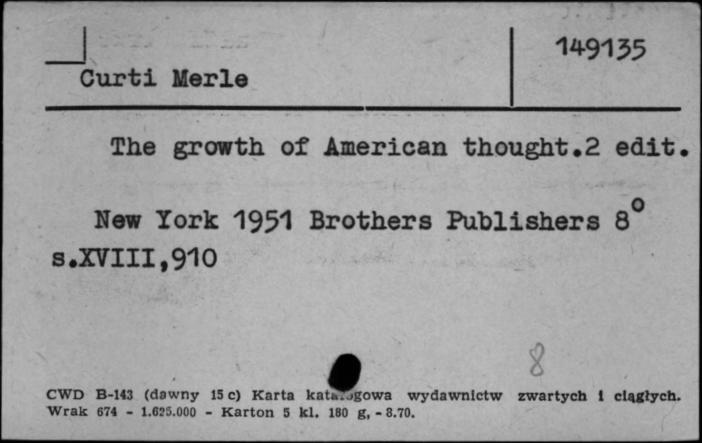 149135
Curti Merle
The growth of American thought.2 edit.
New York 1951 Brothers Publishers 8°
s.XVIII,910
8
CWD B-143 (dawny 15 c) Karta katalogowa wydawnictw zwartych i ciągłych.
Wrak 674 - 1.625.000 - Karton 5 kl. 180 g, - 8.70.